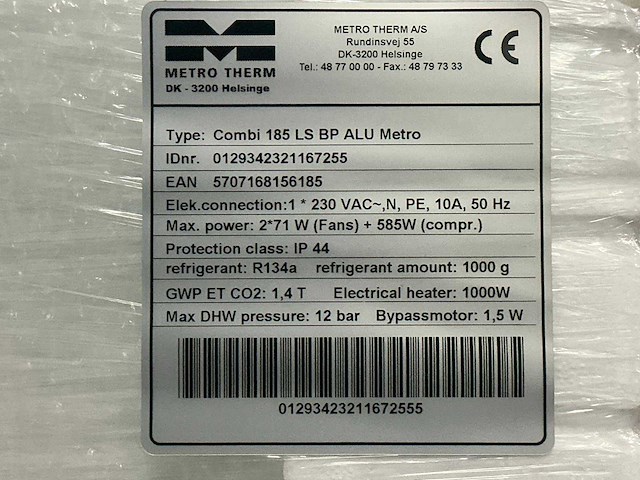 METRO THERM
DK - 3200 Helsinge
METRO THERM A/S
Rundinsvej 55
DK-3200 Helsinge
Tel.: 48 77 00 00 - Fax.: 48 79 73 33
CE
Type: Combi 185 LS BP ALU Metro
IDnr. 0129342321167255
EAN 5707168156185
Elek.connection:1 * 230 VAC~,N, PE, 10A, 50 Hz
Max. power: 2*71 W (Fans) + 585W (compr.)
Protection class: IP 44
refrigerant: R134a refrigerant amount: 1000 g
GWP ET CO2: 1,4 T Electrical heater: 1000W
Max DHW pressure: 12 bar Bypassmotor: 1,5 W
01293423211672555